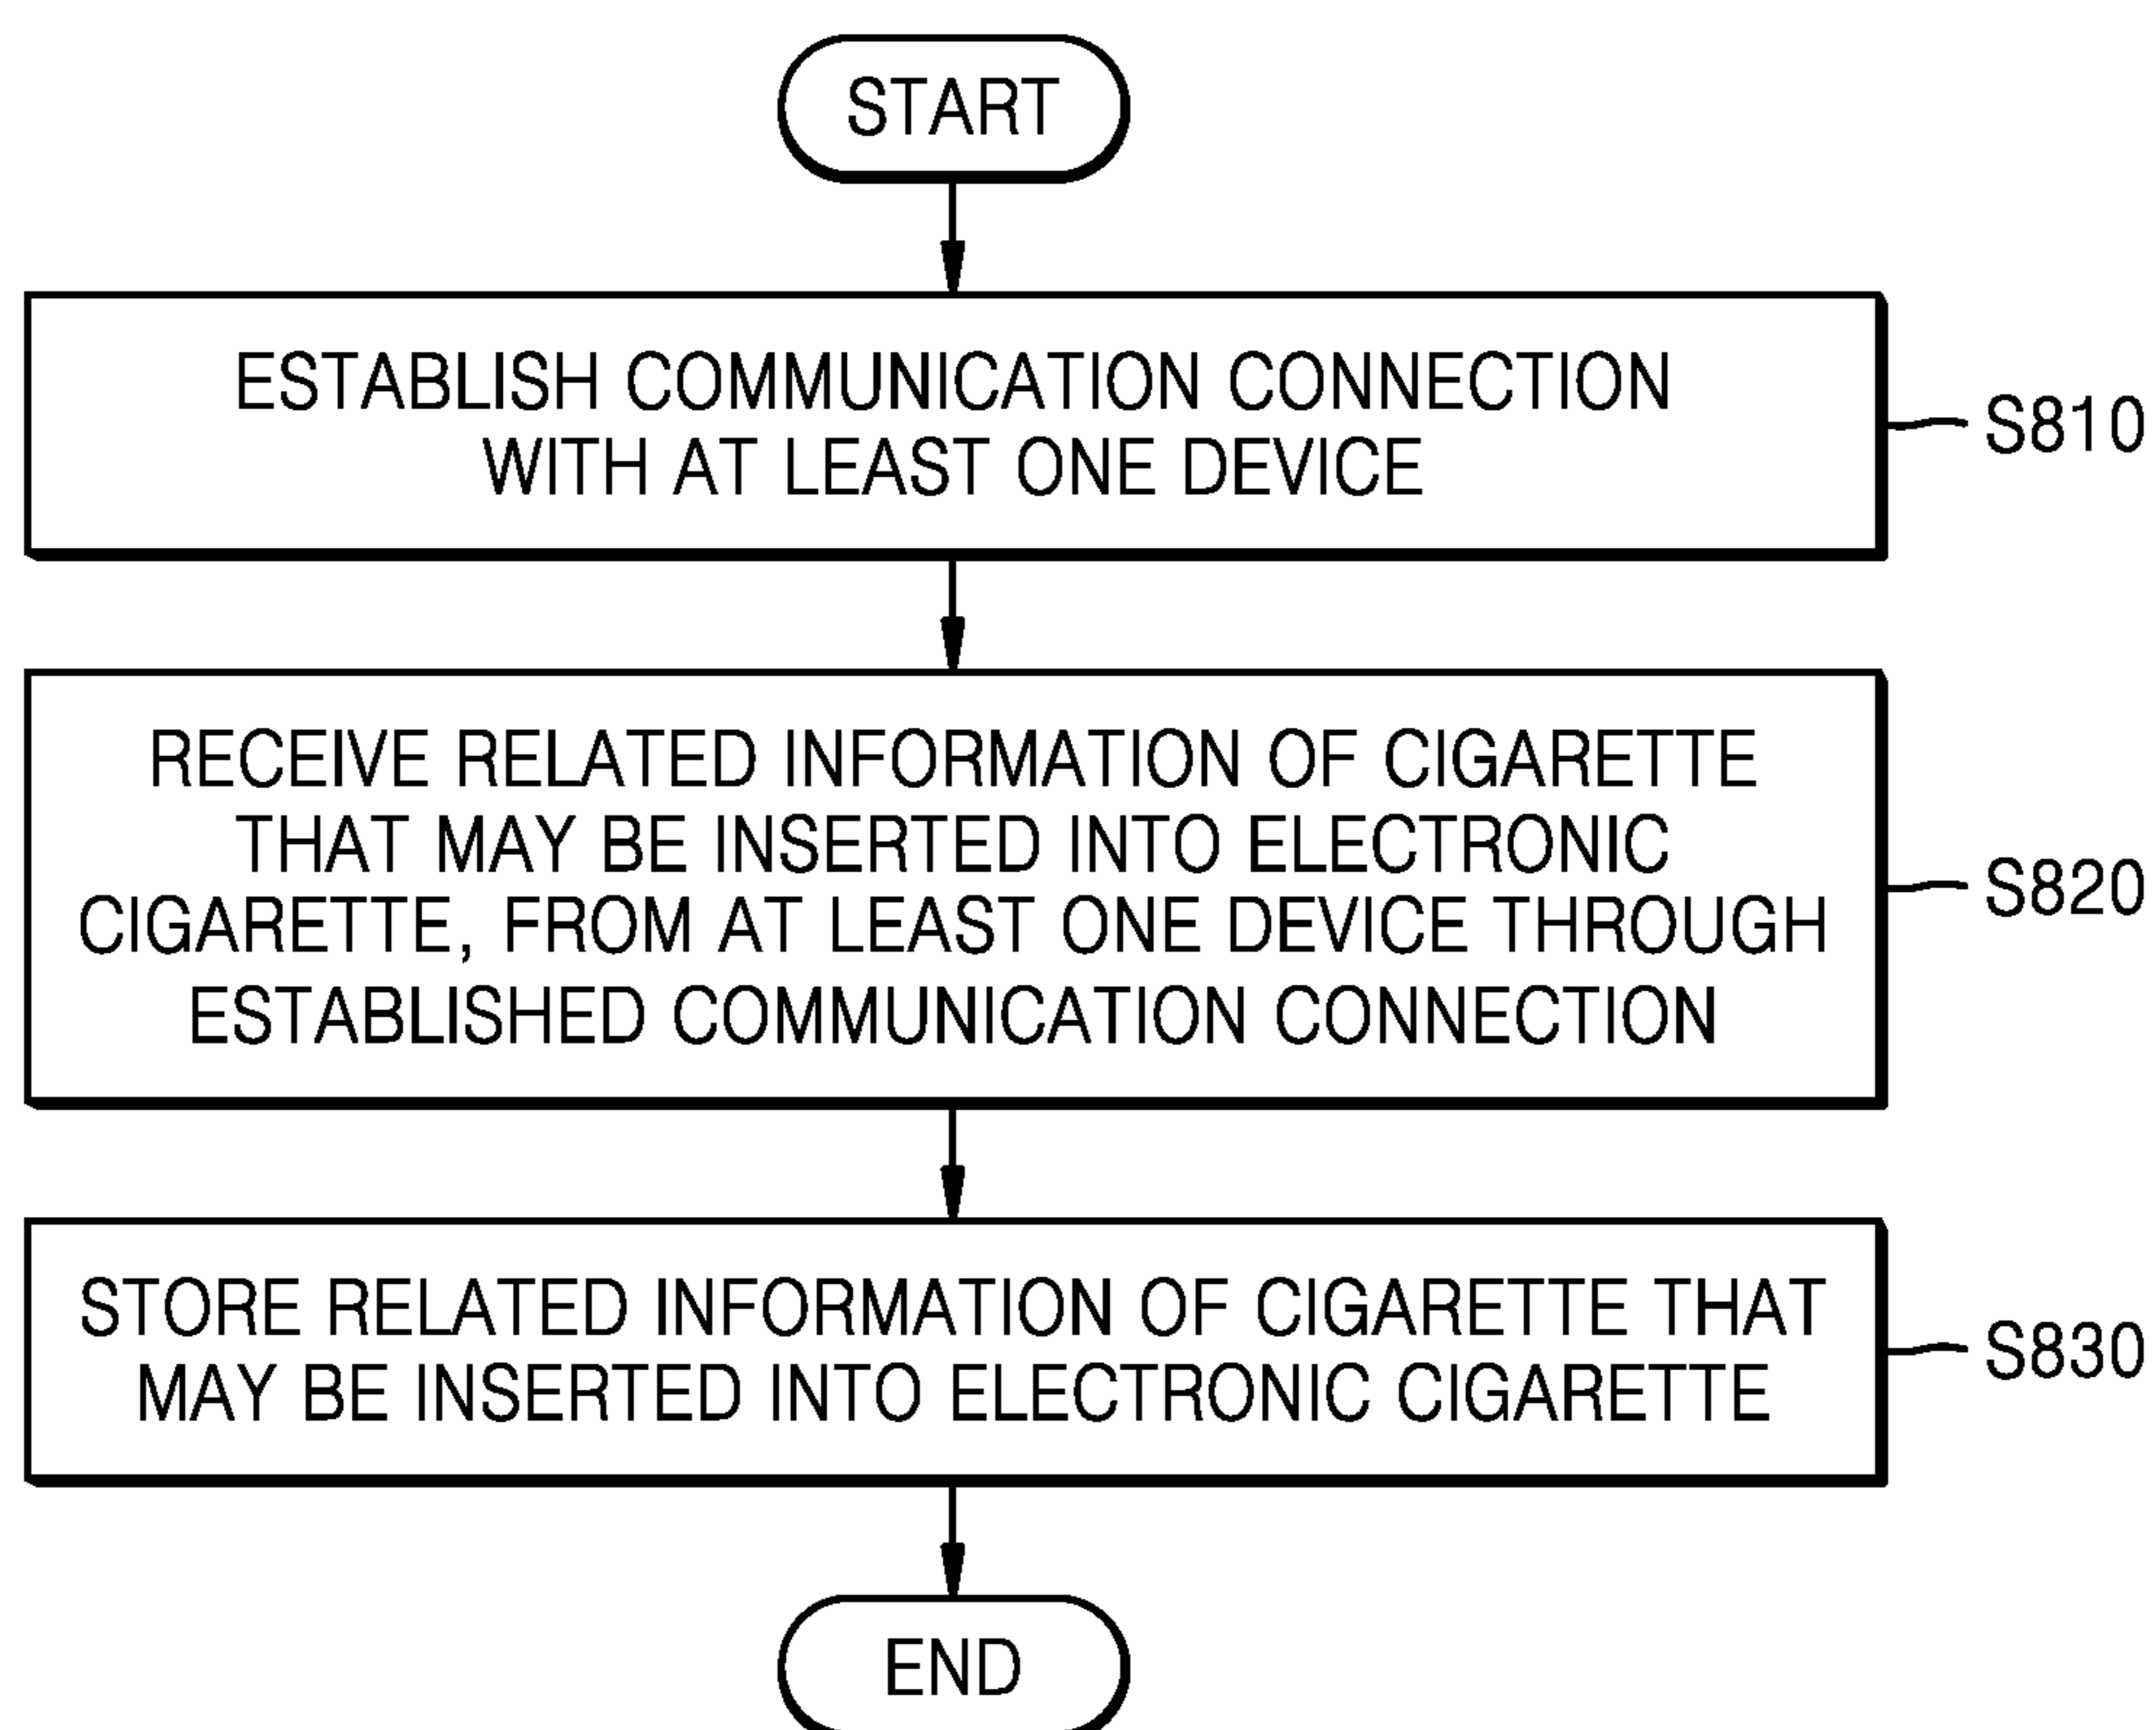 START
ESTABLISH COMMUNICATION CONNECTION
WITH AT LEAST ONE DEVICE
S810
RECEIVE RELATED INFORMATION OF CIGARETTE
THAT MAY BE INSERTED INTO ELECTRONIC
CIGARETTE, FROM AT LEAST ONE DEVICE THROUGH
ESTABLISHED COMMUNICATION CONNECTION
S820
STORE RELATED INFORMATION OF CIGARETTE THAT
MAY BE INSERTED INTO ELECTRONIC CIGARETTE
S830
END